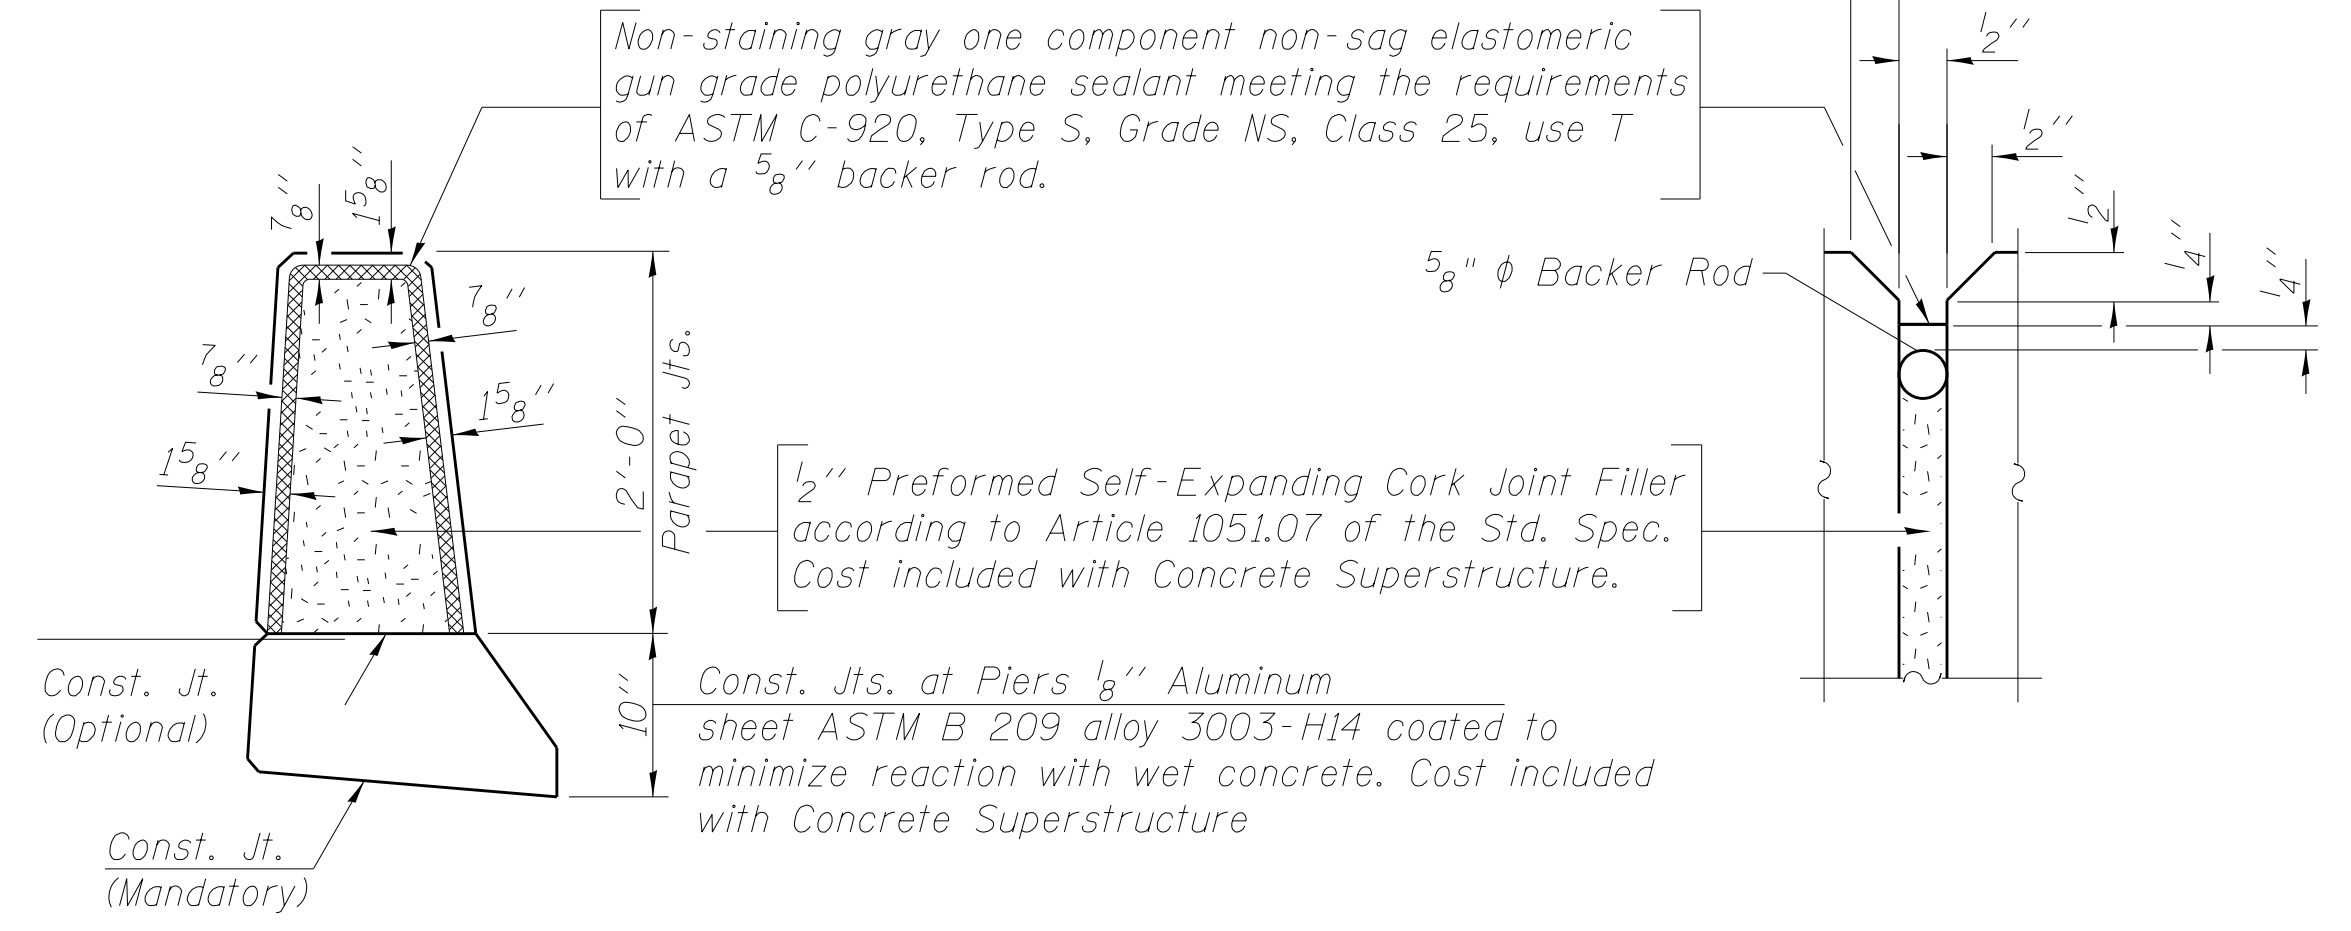 Non-staining gray one component non-sag elastomeric
gun grade polyurethane sealant meeting the requirements
of ASTM C-920, Type S, Grade NS, Class 25, use T
with a 5/8'' backer rod.
1/2''
1/2''
1/2''
1/4''
1/4''
7/8''
1 5/8''
7/8''
1 5/8''
7/8''
1 5/8''
2'-0''
Parapet Jts.
10''
5/8" ϕ Backer Rod
1/2'' Preformed Self-Expanding Cork Joint Filler
according to Article 1051.07 of the Std. Spec.
Cost included with Concrete Superstructure.
Const. Jt.
(Optional)
Const. Jts. at Piers 1/8'' Aluminum
sheet ASTM B 209 alloy 3003-H14 coated to
minimize reaction with wet concrete. Cost included
with Concrete Superstructure
Const. Jt.
(Mandatory)